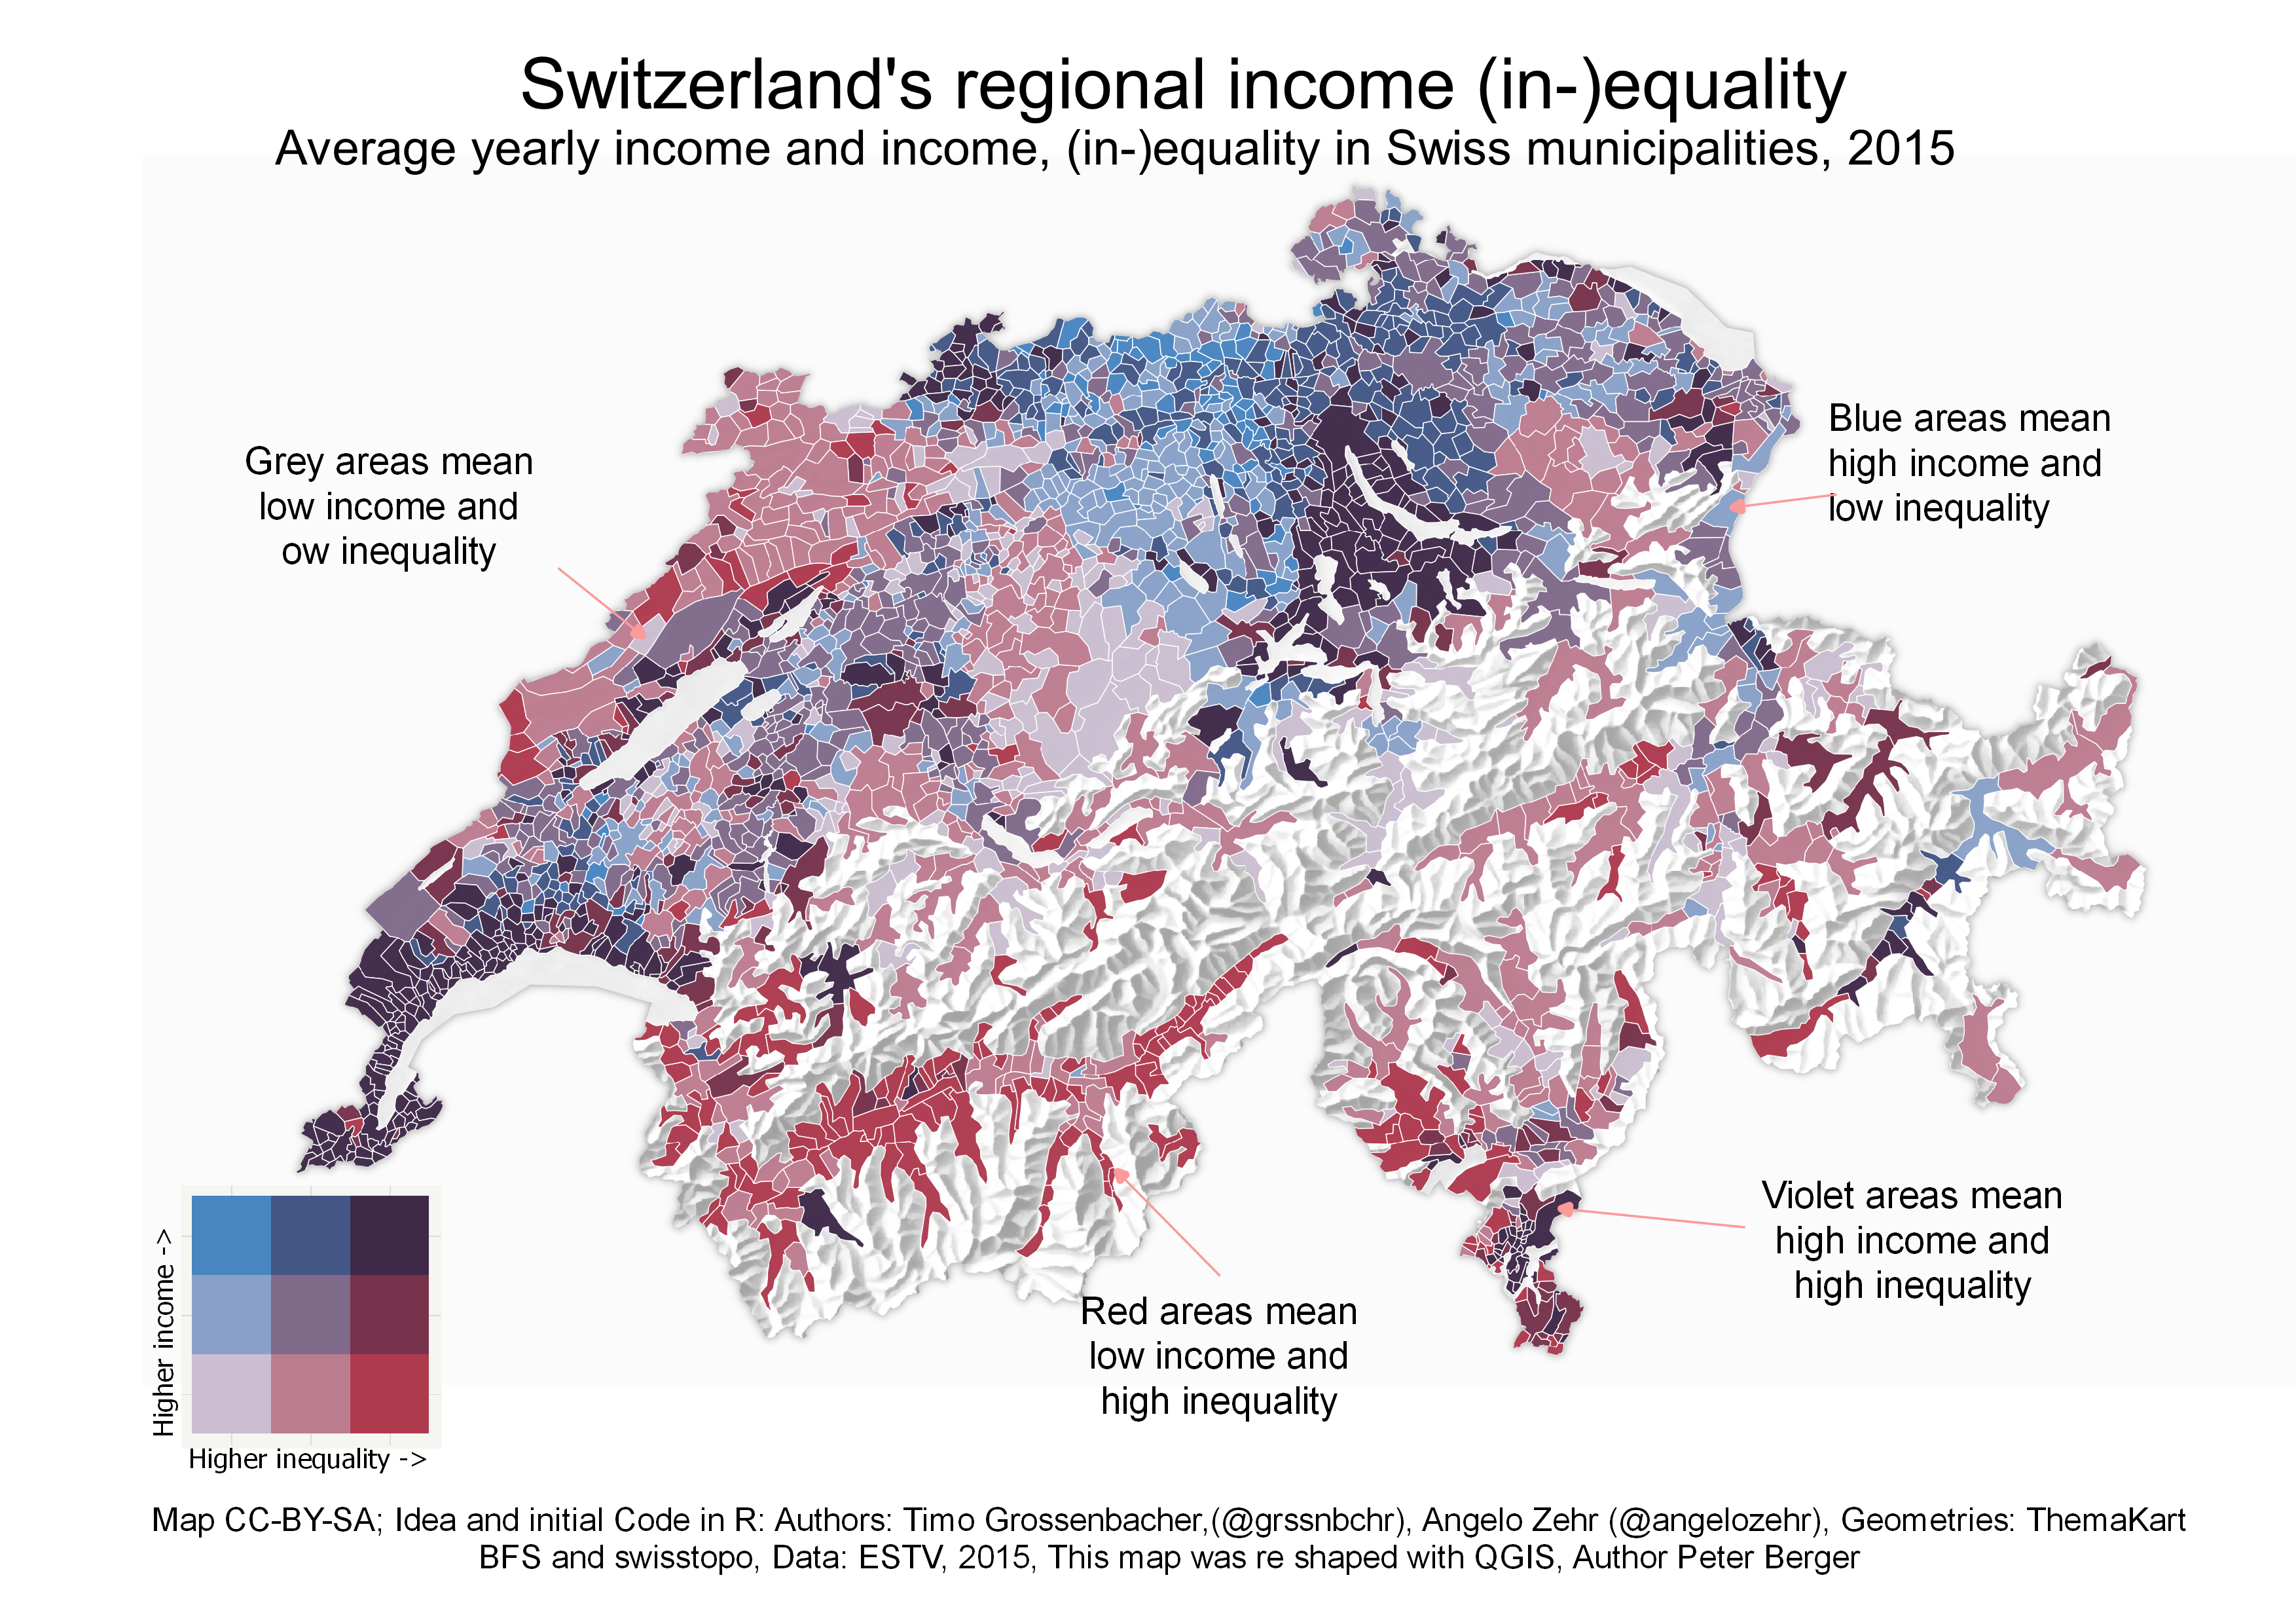 Switzerland's regional income (in-)equality
Average yearly income and income, (in-)equality in Swiss municipalities, 2015
Blue areas mean
high income and
low inequality
Grey areas mean
low income and
ow inequality
Violet areas mean
high income and
high inequality
Red areas mean
low income and
high inequality
Higher income ->
Higher inequality ->
Map CC-BY-SA; Idea and initial Code in R: Authors: Timo Grossenbacher,(@grssnbchr), Angelo Zehr (@angelozehr), Geometries: ThemaKart
BFS and swisstopo, Data: ESTV, 2015, This map was re shaped with QGIS, Author Peter Berger